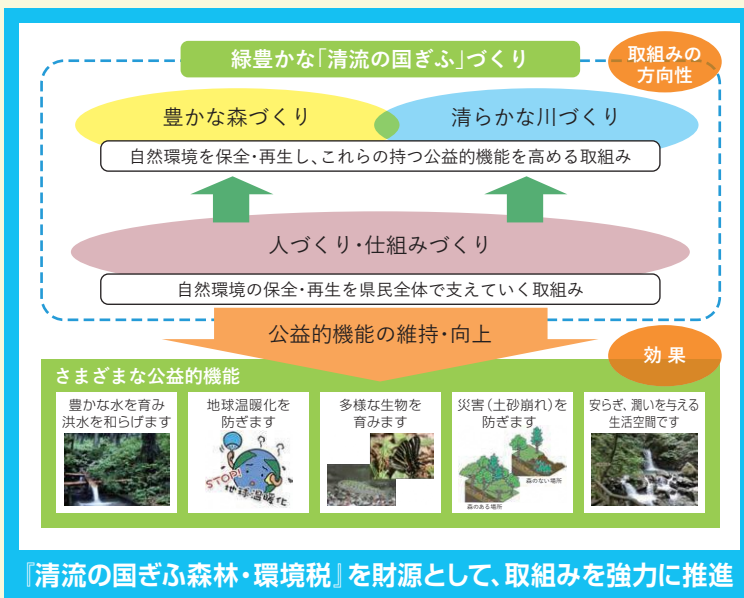 緑豊かな「清流の国ぎふ」づくり
取組みの
方向性
豊かな森づくり
清らかな川づくり
自然環境を保全・再生し、これらの持つ公益的機能を高める取組み
人づくり・仕組みづくり
自然環境の保全・再生を県民全体で支えていく取組み
公益的機能の維持・向上
効果
さまざまな公益的機能
豊かな水を育み
洪水を和らげます
地球温暖化を
防ぎます
STOP!
地球温暖化
多様な生物を
育みます
災害(土砂崩れ)を
防ぎます
森のない場所
森のある場所
安らぎ、潤いを与える
生活空間です
『清流の国ぎふ森林・環境税』を財源として、取組みを強力に推進